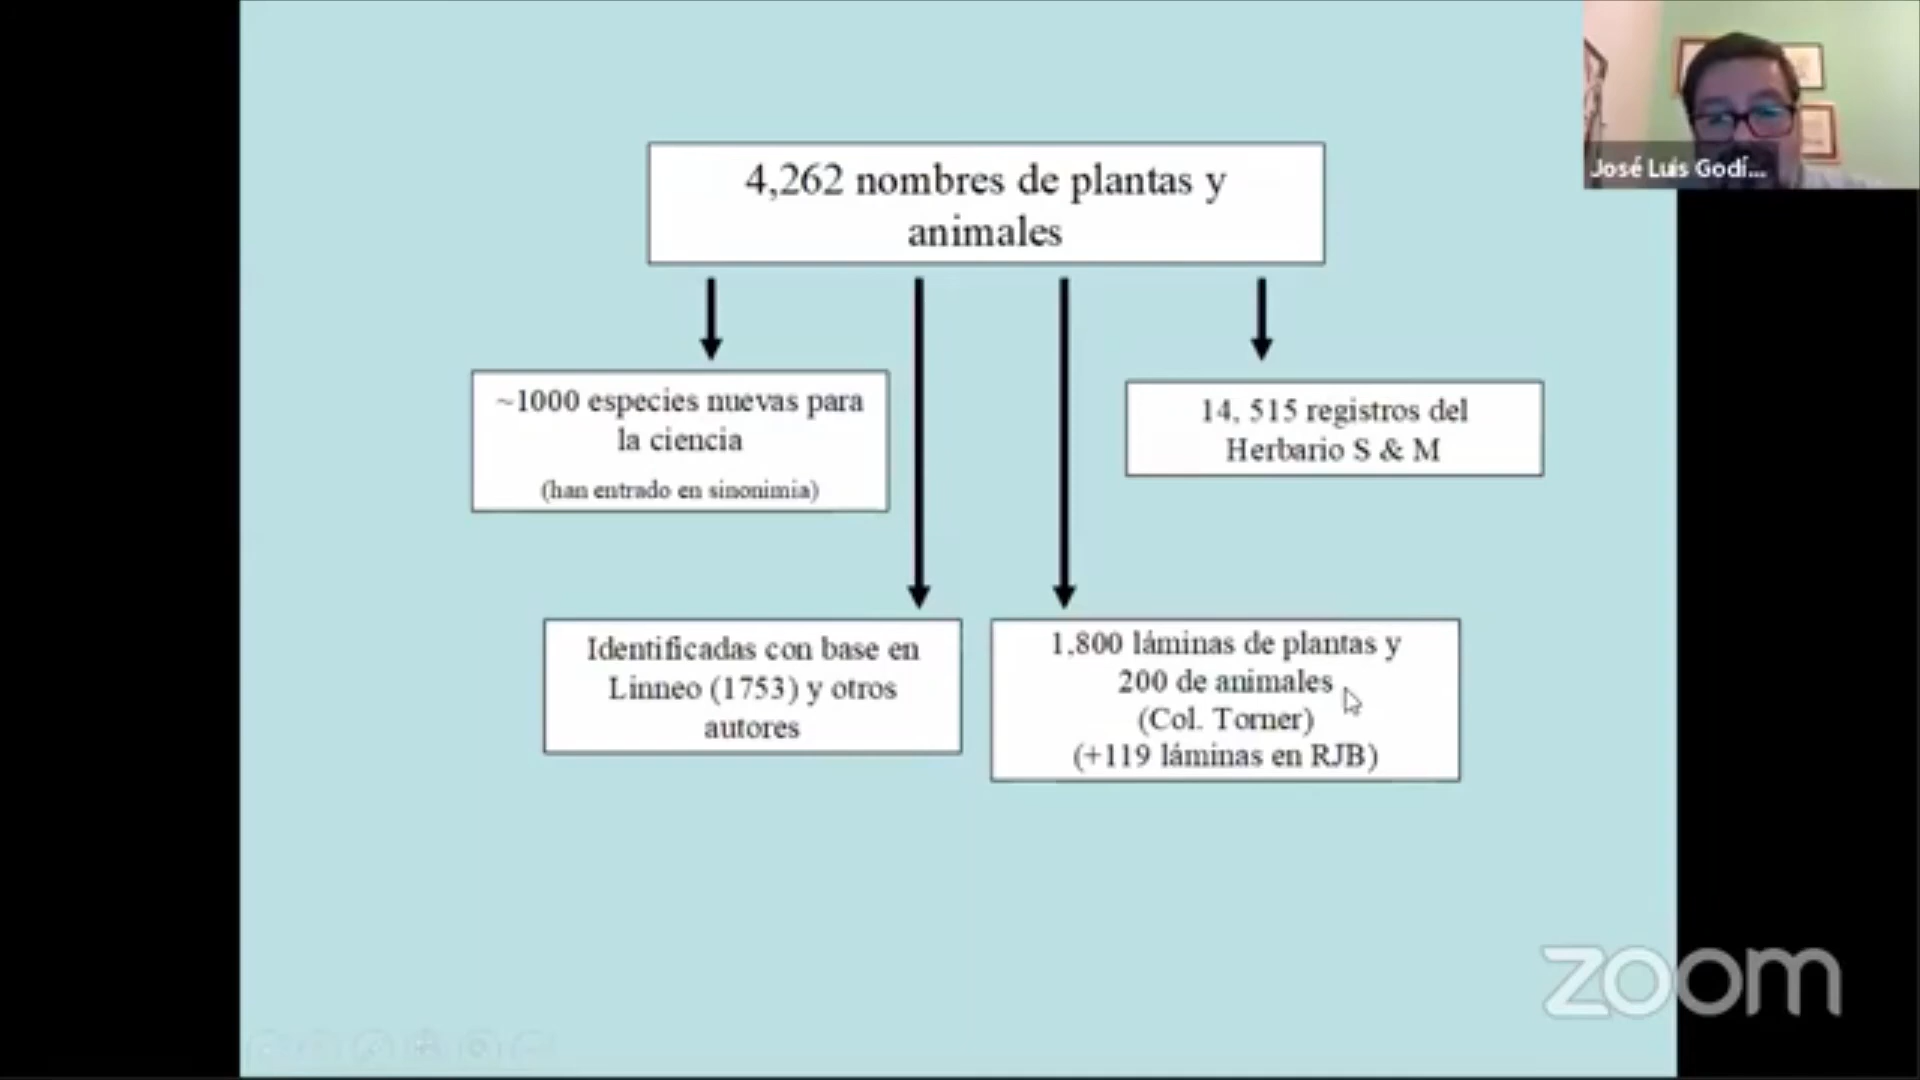 4,262 nombres de plantas y
animales
~1000 especies nuevas para
la ciencia
(han entrado en sinonimia)
14, 515 registros del
Herbario S & M
Identificadas con base en
Linneo (1753) y otros
autores
1,800 láminas de plantas y
200 de animales
(Col. Torner)
(+119 láminas en RJB)
José Luis Godí...
zoom